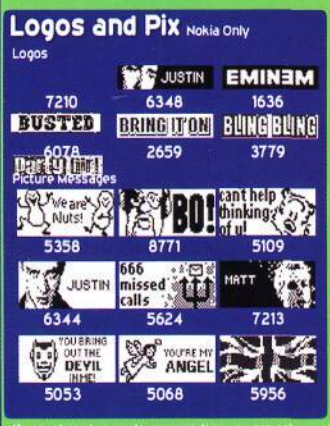 Logos and Pix Nokia Only
Logos
JUSTIN EMINEM
7210 6348 1636
BUSTED BRING IT ON BLING BLING
6078 2659 3779
Party
Picture Messages
We are Nuts!
BO!
cant help thinking of u!
5358 8771 5109
JUSTIN
666 missed calls
MATT
6344 5624 7213
YOU BRING OUT THE DEVIL IN ME!
YOU'RE MY ANGEL
5053 5068 5956